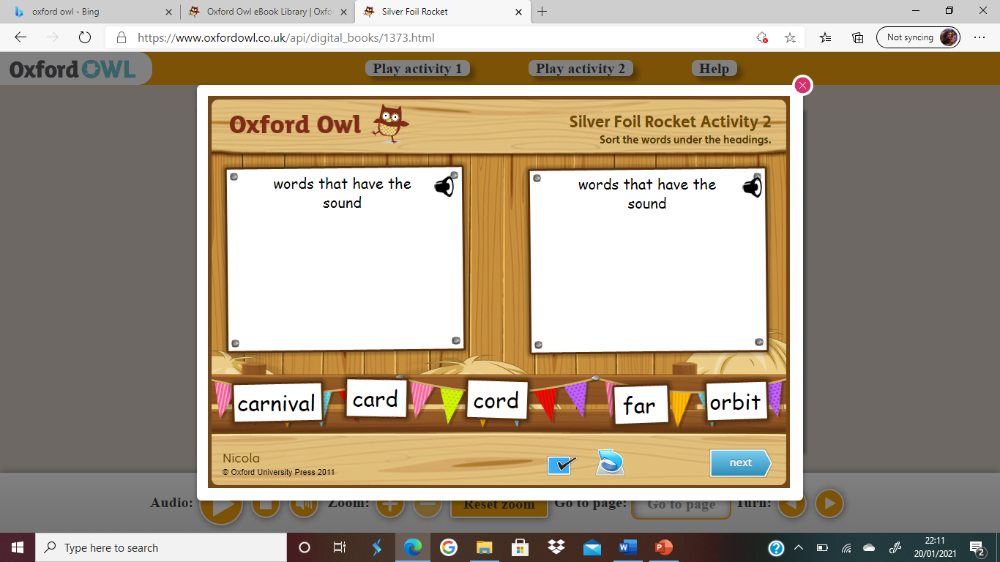 oxford owl - Bing
Oxford Owl eBook Library | Oxfo
Silver Foil Rocket
https://www.oxfordowl.co.uk/api/digital_books/1373.html
Not syncing
Oxford OWL
Play activity 1
Play activity 2
Help
Oxford Owl
Silver Foil Rocket Activity 2
Sort the words under the headings.
words that have the
sound
words that have the
sound
carnival
card
cord
far
orbit
Nicola
© Oxford University Press 2011
next
Audio:
Zoom:
Reset zoom
Go to page:
Go to page
Turn:
Type here to search
22:11
20/01/2021
2